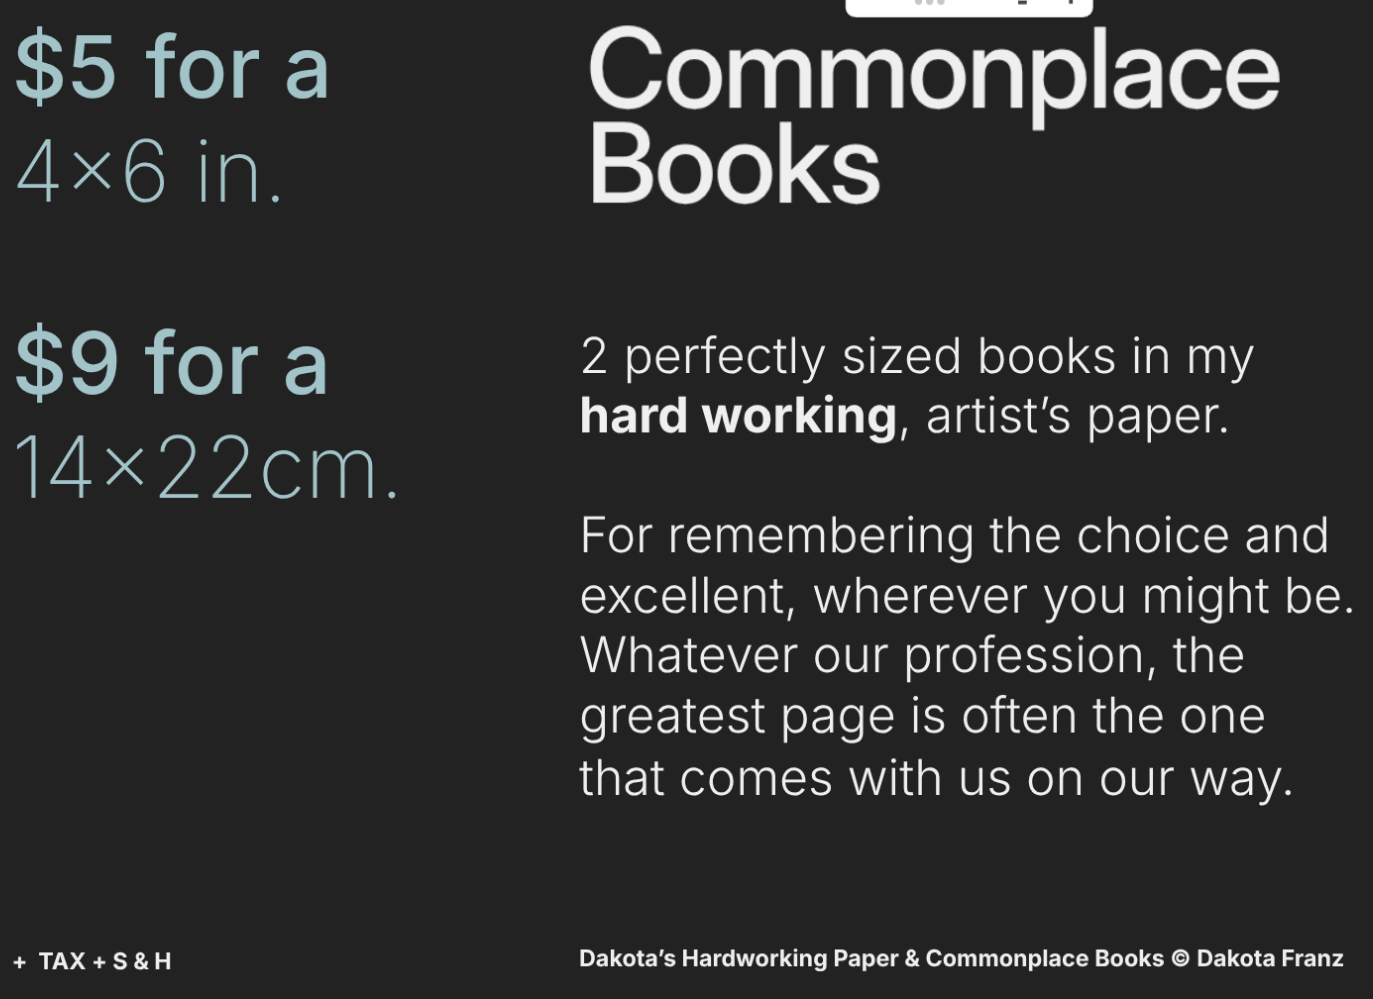 $5 for a
4×6 in.
$9 for a
14×22cm.
+ TAX + S & H
Commonplace
Books
2 perfectly sized books in my
hard working, artist’s paper.
For remembering the choice and
excellent, wherever you might be.
Whatever our profession, the
greatest page is often the one
that comes with us on our way.
Dakota’s Hardworking Paper & Commonplace Books © Dakota Franz